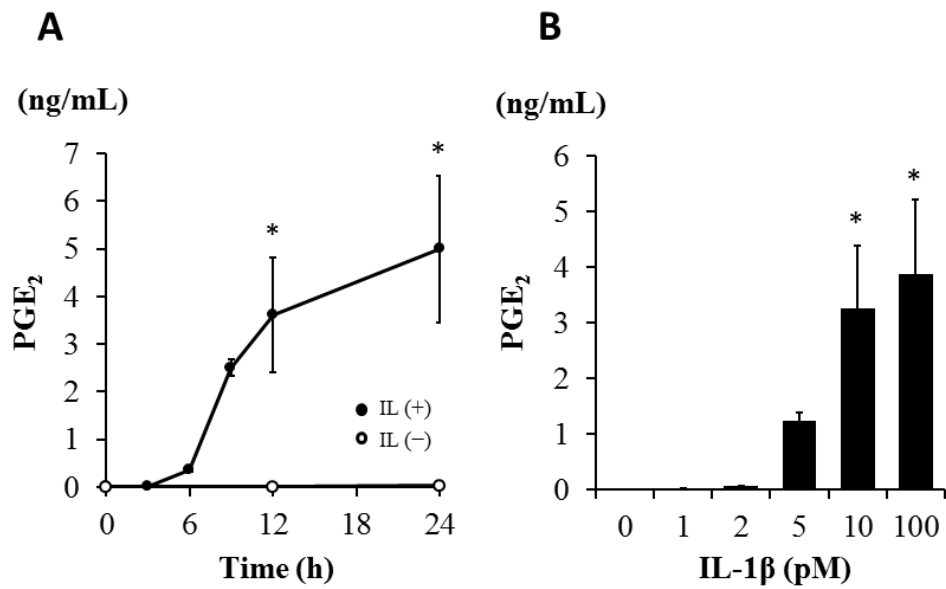 A
(ng/mL)
PGE₂
7
6
5
4
3
2
1
0
*
*
IL (+)
IL (−)
0 6 12 18 24
Time (h)
B
(ng/mL)
PGE₂
6
5
4
3
2
1
0
*
*
0 1 2 5 10 100
IL-1β (pM)